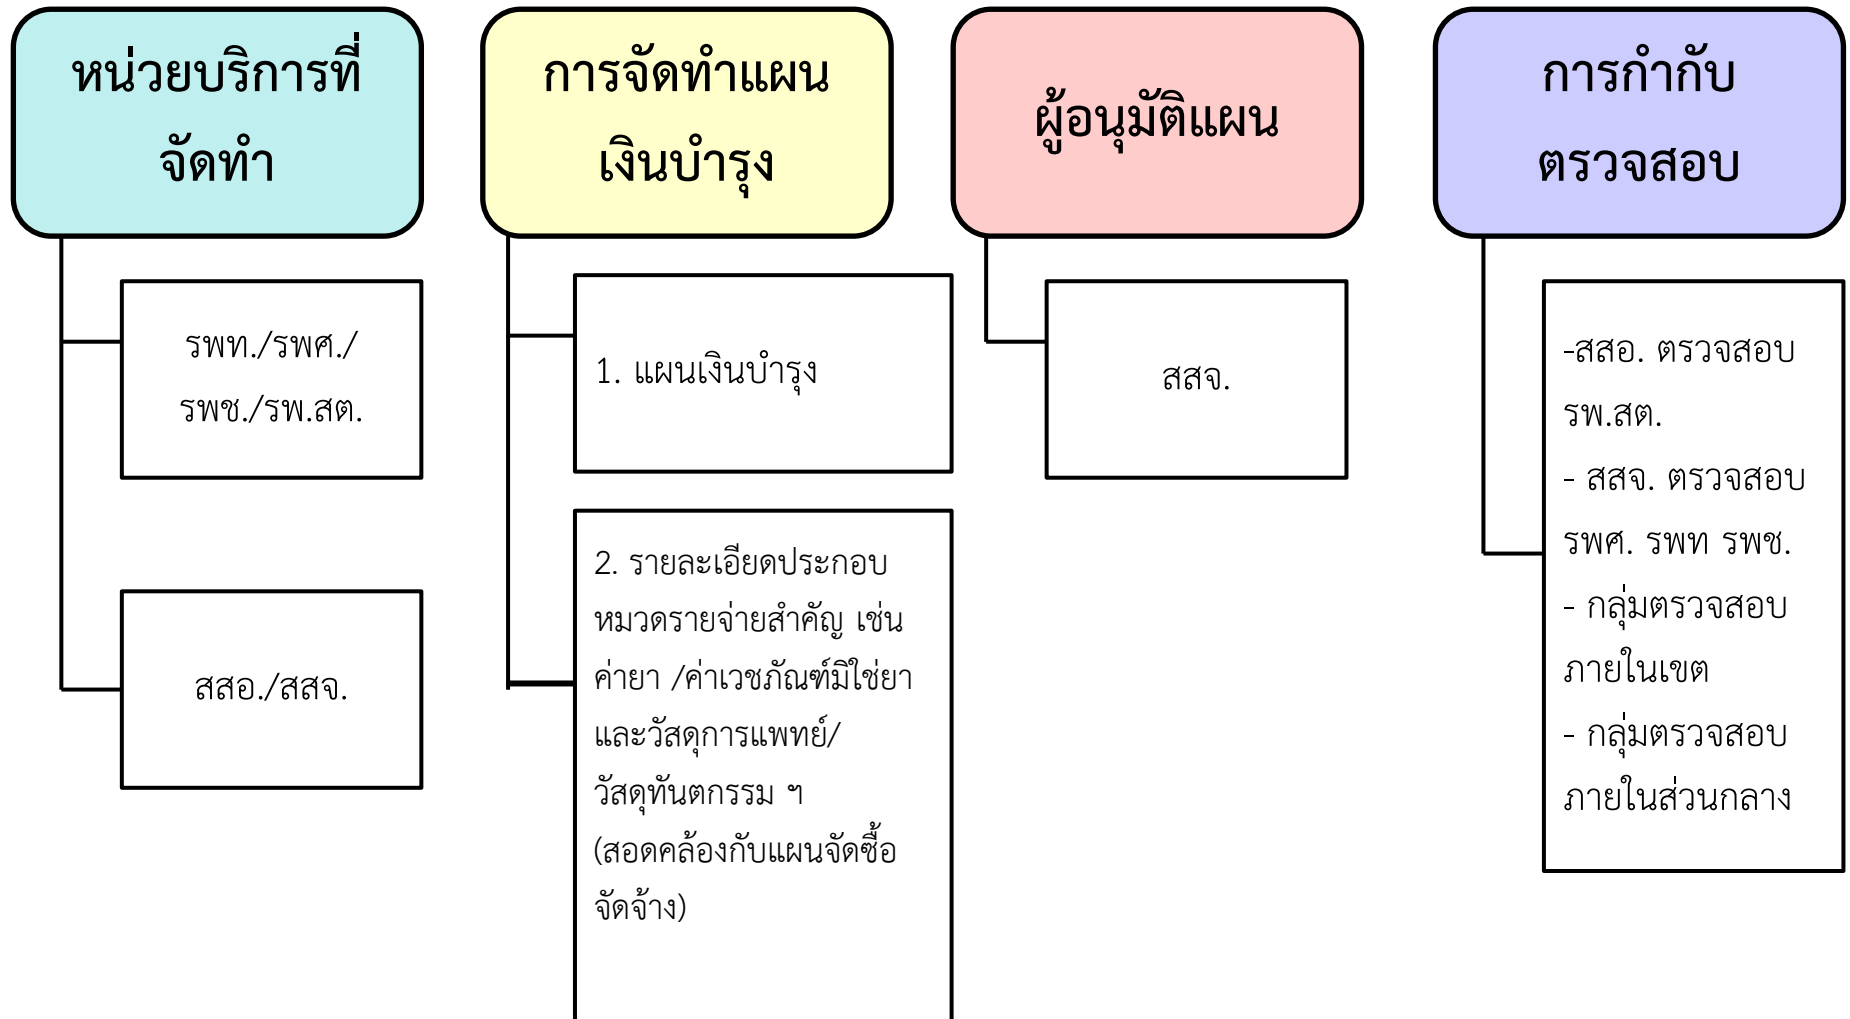 หน่วยบริการที่
จัดทำ
รพท./รพศ./
รพช./รพ.สต.
สสอ./สสจ.
การจัดทำแผน
เงินบำรุง
1. แผนเงินบำรุง
2. รายละเอียดประกอบ
หมวดรายจ่ายสำคัญ เช่น
ค่ายา /ค่าเวชภัณฑ์มิใช่ยา
และวัสดุการแพทย์/
วัสดุทันตกรรม ฯ
(สอดคล้องกับแผนจัดซื้อ
จัดจ้าง)
ผู้อนุมัติแผน
สสจ.
การกำกับ
ตรวจสอบ
-สสอ. ตรวจสอบ
รพ.สต.
- สสจ. ตรวจสอบ
รพศ. รพท รพช.
- กลุ่มตรวจสอบ
ภายในเขต
- กลุ่มตรวจสอบ
ภายในส่วนกลาง